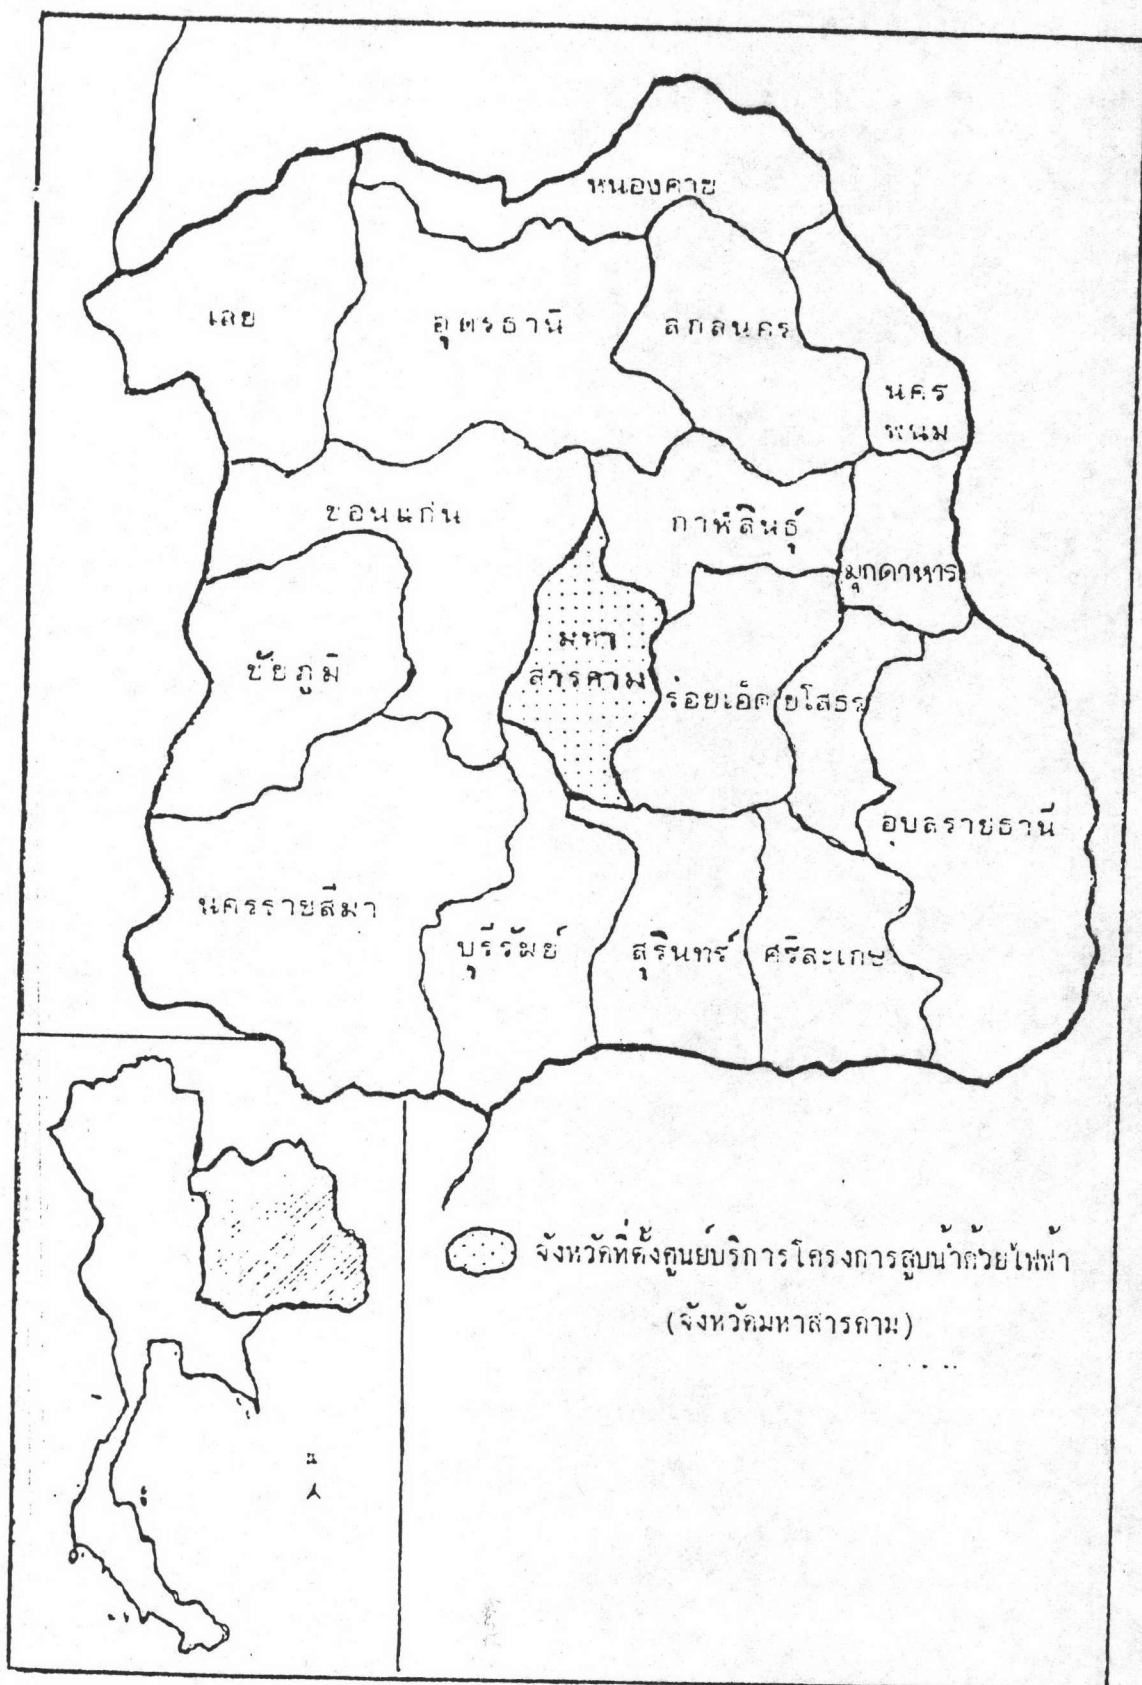 หนองคาย
เลย
อุดรธานี
สกลนคร
นคร
พนม
ขอนแก่น
กาฬสินธุ์
มุกดาหาร
มหา
สารคาม
ชัยภูมิ
ร้อยเอ็ด
ยโสธร
อุบลราชธานี
นครราชสีมา
บุรีรัมย์
สุรินทร์
ศรีสะเกษ
น
จังหวัดที่ตั้งศูนย์บริการโครงการสูบน้ำด้วยไฟฟ้า
(จังหวัดมหาสารคาม)